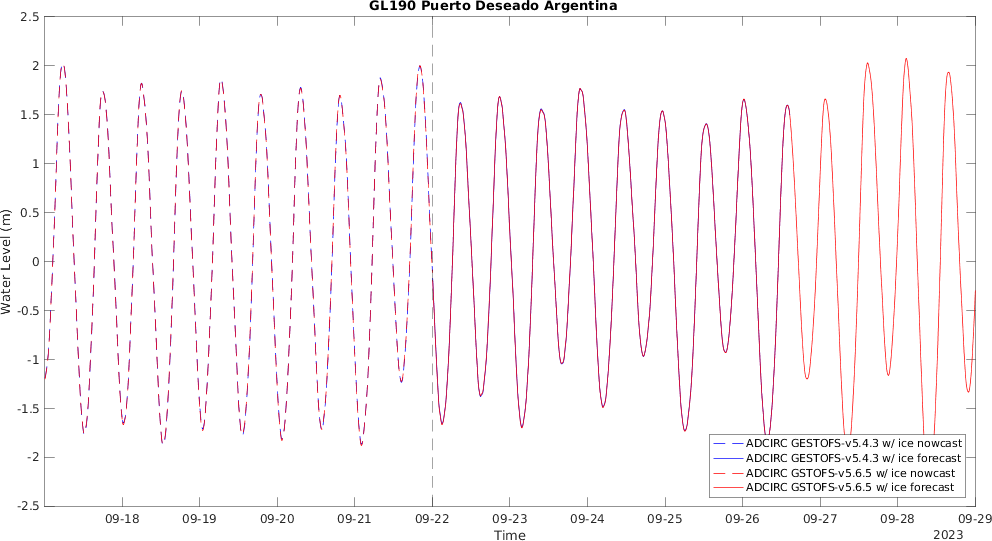 GL190 Puerto Deseado Argentina
2.5
2
1.5
1
0.5
0
-0.5
-1
-1.5
-2
-2.5
Water Level (m)
ADCIRC GESTOFS-v5.4.3 w/ ice nowcast
ADCIRC GESTOFS-v5.4.3 w/ ice forecast
ADCIRC GSTOFS-v5.6.5 w/ ice nowcast
ADCIRC GSTOFS-v5.6.5 w/ ice forecast
09-18 09-19 09-20 09-21 09-22 09-23 09-24 09-25 09-26 09-27 09-28 09-29
Time 2023